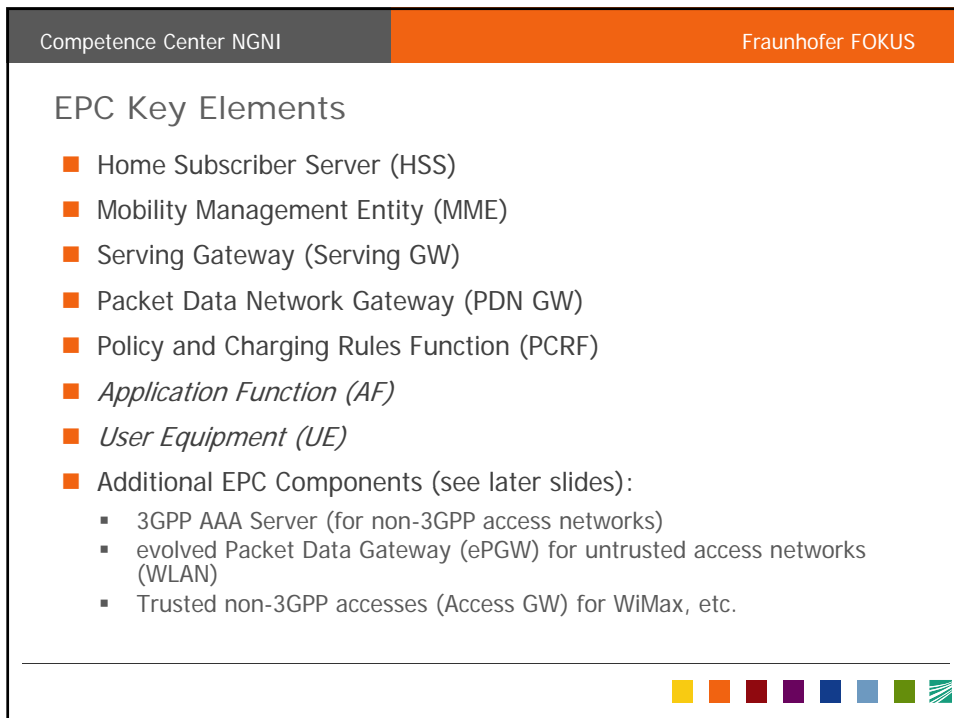 Competence Center NGNI
Fraunhofer FOKUS
EPC Key Elements
Home Subscriber Server (HSS)
Mobility Management Entity (MME)
Serving Gateway (Serving GW)
Packet Data Network Gateway (PDN GW)
Policy and Charging Rules Function (PCRF)
Application Function (AF)
User Equipment (UE)
Additional EPC Components (see later slides):
3GPP AAA Server (for non-3GPP access networks)
evolved Packet Data Gateway (ePGW) for untrusted access networks
(WLAN)
Trusted non-3GPP accesses (Access GW) for WiMax, etc.